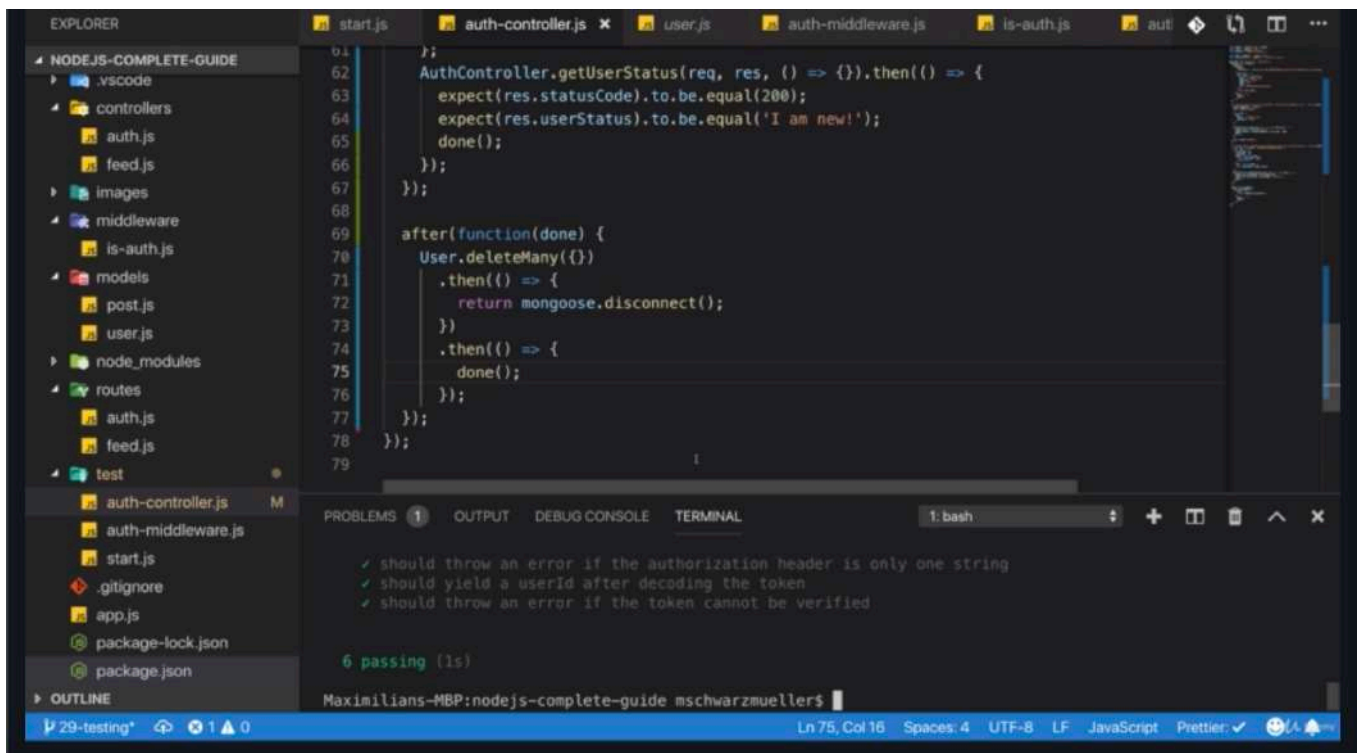 EXPLORER
start.js
auth-controller.js ×
user.js
auth-middleware.js
is-auth.js
aut
NODEJS-COMPLETE-GUIDE
.vscode
controllers
auth.js
feed.js
images
middleware
is-auth.js
models
post.js
user.js
node_modules
routes
auth.js
feed.js
test
auth-controller.js M
auth-middleware.js
start.js
.gitignore
app.js
package-lock.json
package.json
OUTLINE
61 };
62 AuthController.getUserStatus(req, res, () => {}).then(() => {
63 expect(res.statusCode).to.be.equal(200);
64 expect(res.userStatus).to.be.equal('I am new!');
65 done();
66 });
67 });
68
69 after(function(done) {
70 User.deleteMany({})
71 .then(() => {
72 return mongoose.disconnect();
73 })
74 .then(() => {
75 done();
76 });
77 });
78 });
79
PROBLEMS 1 OUTPUT DEBUG CONSOLE TERMINAL 1: bash
✓ should throw an error if the authorization header is only one string
✓ should yield a userId after decoding the token
✓ should throw an error if the token cannot be verified
6 passing (1s)
Maximilians-MBP:nodejs-complete-guide mschwarzmueller$
29-testing* 1 0 Ln 75, Col 16 Spaces: 4 UTF-8 LF JavaScript Prettier: ✓